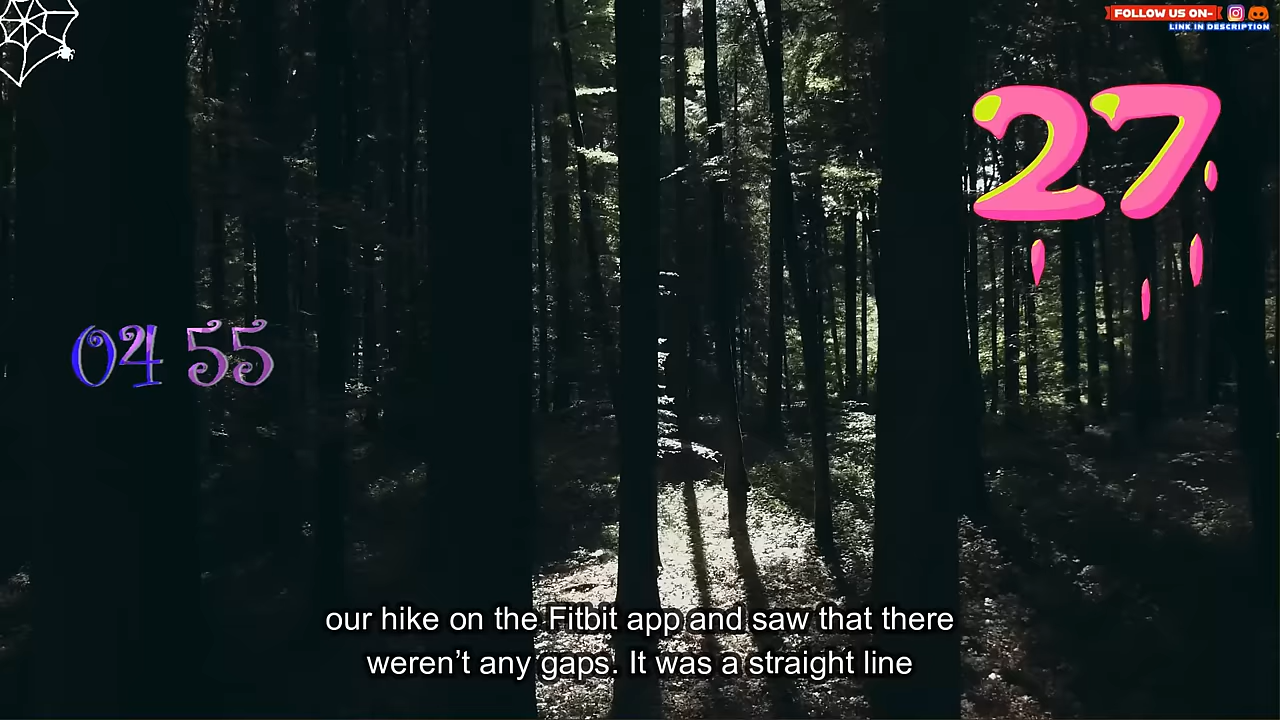 FOLLOW US ON-
LINK IN DESCRIPTION
27
04 55
our hike on the Fitbit app and saw that there
weren’t any gaps. It was a straight line